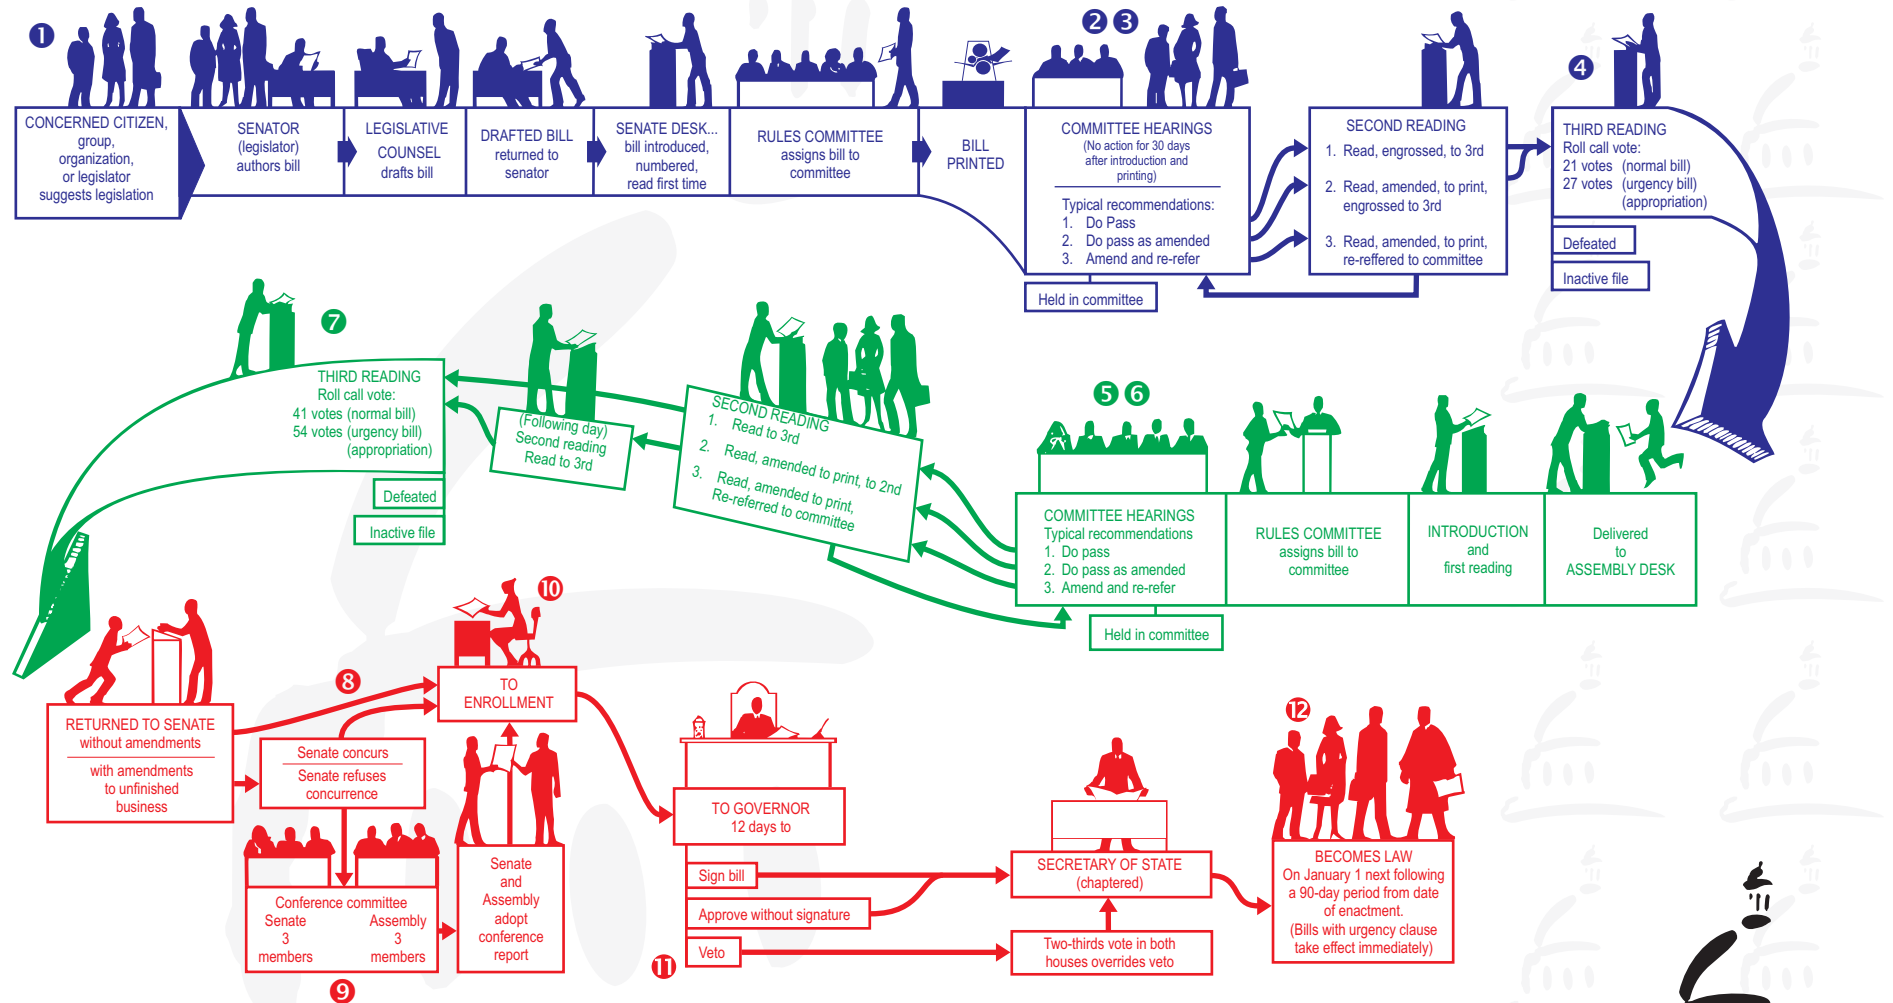 ❶
CONCERNED CITIZEN,
group,
organization,
or legislator
suggests legislation
SENATOR
(legislator)
authors bill
LEGISLATIVE
COUNSEL
drafts bill
DRAFTED BILL
returned to
senator
SENATE DESK...
bill introduced,
numbered,
read first time
RULES COMMITTEE
assigns bill to
committee
BILL
PRINTED
❷ ❸
COMMITTEE HEARINGS
(No action for 30 days
after introduction and
printing)
Typical recommendations:
1. Do Pass
2. Do pass as amended
3. Amend and re-refer
Held in committee
SECOND READING
1. Read, engrossed, to 3rd
2. Read, amended, to print,
engrossed to 3rd
3. Read, amended, to print,
re-reffered to committee
❹
THIRD READING
Roll call vote:
21 votes (normal bill)
27 votes (urgency bill)
(appropriation)
Defeated
Inactive file
Delivered
to
ASSEMBLY DESK
INTRODUCTION
and
first reading
RULES COMMITTEE
assigns bill to
committee
❺ ❻
COMMITTEE HEARINGS
Typical recommendations
1. Do pass
2. Do pass as amended
3. Amend and re-refer
Held in committee
SECOND READING
1. Read to 3rd
2. Read, amended to print, to 2nd
3. Read, amended to print,
Re-referred to committee
(Following day)
Second reading
Read to 3rd
❼
THIRD READING
Roll call vote:
41 votes (normal bill)
54 votes (urgency bill)
(appropriation)
Defeated
Inactive file
RETURNED TO SENATE
without amendments
with amendments
to unfinished
business
❽
Senate concurs
Senate refuses
concurrence
Conference committee
Senate Assembly
3 3
members members
❾
Senate
and
Assembly
adopt
conference
report
❿
TO
ENROLLMENT
TO GOVERNOR
12 days to
Sign bill
Approve without signature
Veto
⓫
SECRETARY OF STATE
(chaptered)
Two-thirds vote in both
houses overrides veto
⓬
BECOMES LAW
On January 1 next following
a 90-day period from date
of enactment.
(Bills with urgency clause
take effect immediately)